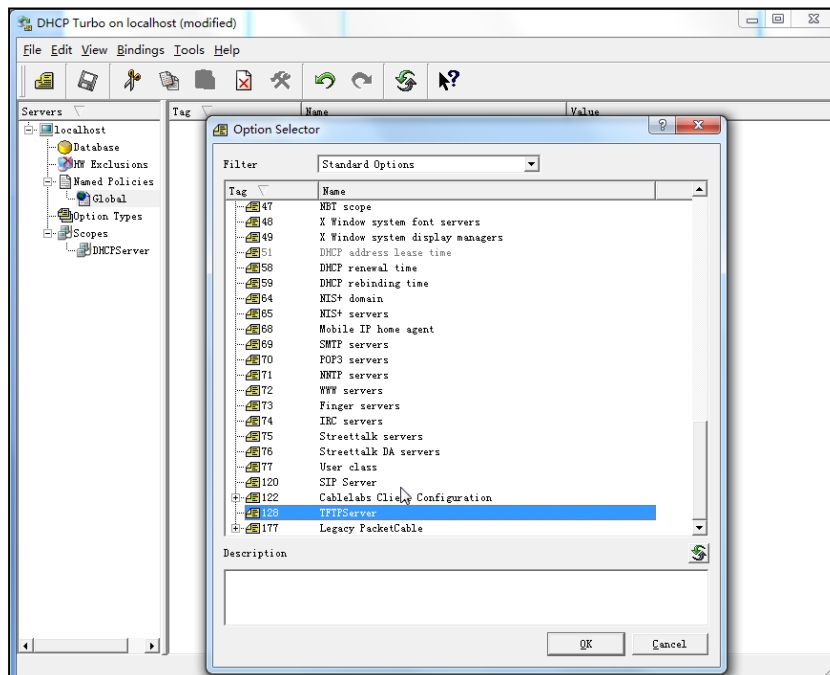 DHCP Turbo on localhost (modified)
File Edit View Bindings Tools Help
Servers
localhost
Database
HW Exclusions
Named Policies
Global
Option Types
Scopes
DHCPServer
Tag Name Value
Option Selector
Filter Standard Options
Tag Name
47 NBT scope
48 X Window system font servers
49 X Window system display managers
51 DHCP address lease time
58 DHCP renewal time
59 DHCP rebinding time
64 NIS+ domain
65 NIS+ servers
68 Mobile IP home agent
69 SMTP servers
70 POP3 servers
71 NNTP servers
72 WWW servers
73 Finger servers
74 IRC servers
75 Streettalk servers
76 Streettalk DA servers
77 User class
120 SIP Server
122 Cablelabs Client Configuration
128 TFTPServer
177 Legacy PacketCable
Description
OK Cancel